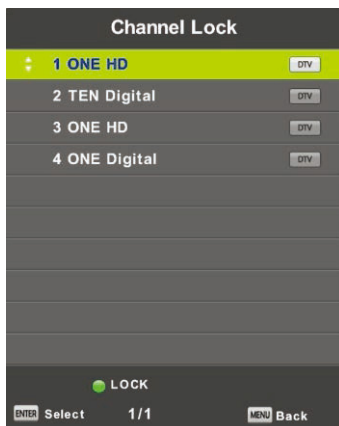 Channel Lock
1 ONE HD DTV
2 TEN Digital DTV
3 ONE HD DTV
4 ONE Digital DTV
LOCK
ENTER Select 1/1 MENU Back